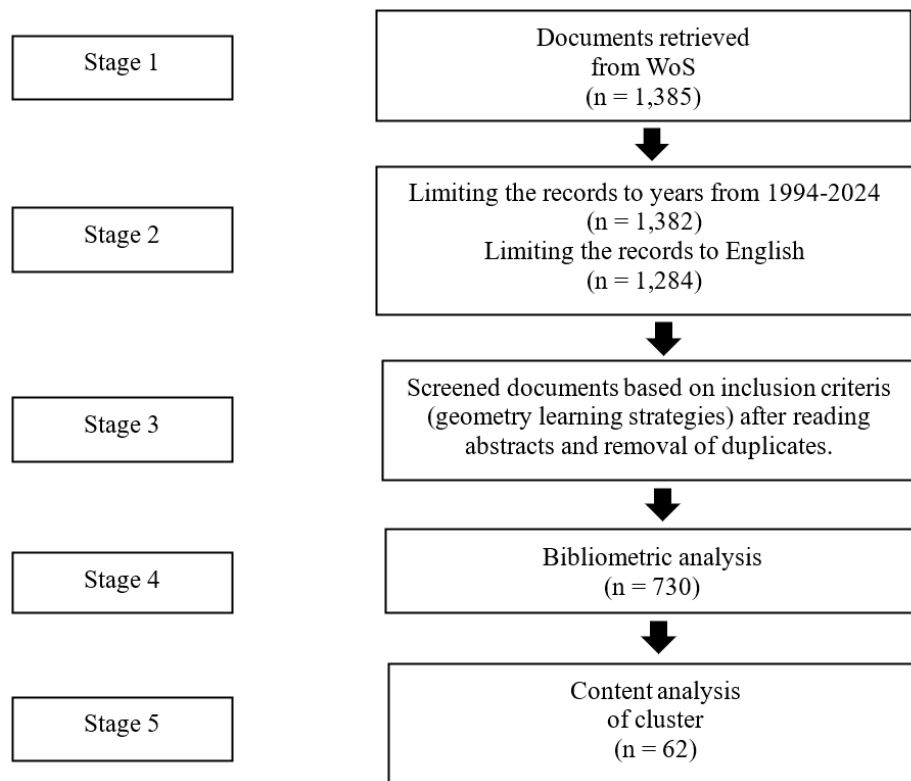 Stage 1
Documents retrieved
from WoS
(n = 1,385)
Stage 2
Limiting the records to years from 1994-2024
(n = 1,382)
Limiting the records to English
(n = 1,284)
Stage 3
Screened documents based on inclusion criteris
(geometry learning strategies) after reading
abstracts and removal of duplicates.
Stage 4
Bibliometric analysis
(n = 730)
Stage 5
Content analysis
of cluster
(n = 62)